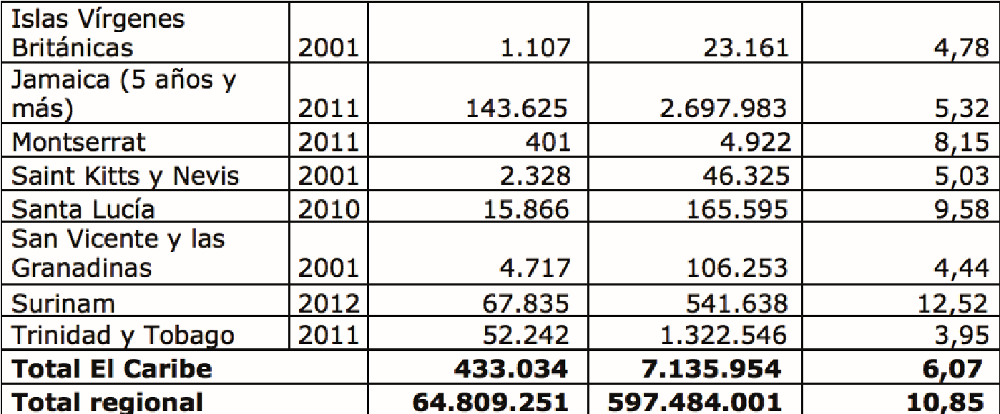 Islas Vírgenes
Británicas 2001 1.107 23.161 4,78
Jamaica (5 años y
más) 2011 143.625 2.697.983 5,32
Montserrat 2011 401 4.922 8,15
Saint Kitts y Nevis 2001 2.328 46.325 5,03
Santa Lucía 2010 15.866 165.595 9,58
San Vicente y las
Granadinas 2001 4.717 106.253 4,44
Surinam 2012 67.835 541.638 12,52
Trinidad y Tobago 2011 52.242 1.322.546 3,95
Total El Caribe 433.034 7.135.954 6,07
Total regional 64.809.251 597.484.001 10,85